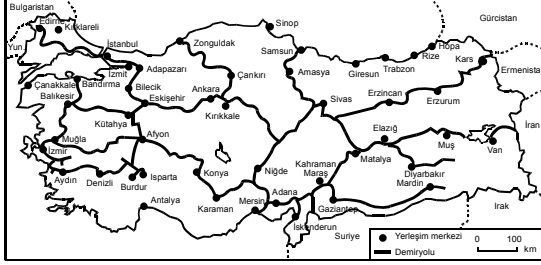 Bulgaristan
Edirne
Kırklareli
Yun.
İstanbul
İzmit
Adapazarı
Zonguldak
Sinop
Samsun
Gürcistan
Hopa
Rize
Trabzon
Giresun
Kars
Ermenistan
Çanakkale
Bandırma
Balıkesir
Bilecik
Eskişehir
Ankara
Çankırı
Kırıkkale
Amasya
Sivas
Erzincan
Erzurum
İran
Kütahya
Afyon
Muğla
İzmir
Elazığ
Muş
Van
Malatya
Diyarbakır
Mardin
Kahraman
Maraş
Aydın
Denizli
Burdur
Isparta
Konya
Niğde
Adana
Gaziantep
Antalya
Karaman
Mersin
İskenderun
Suriye
Irak
Yerleşim merkezi
Demiryolu
0 100
km